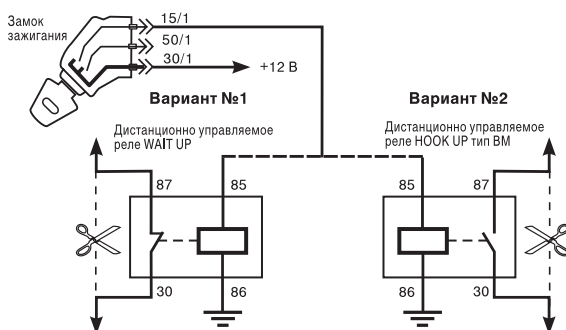 Замок
зажигания
15/1
50/1
30/1
+12 В
Вариант №1
Вариант №2
Дистанционно управляемое
реле WAIT UP
Дистанционно управляемое
реле HOOK UP тип ВМ
87
85
85
87
30
86
86
30